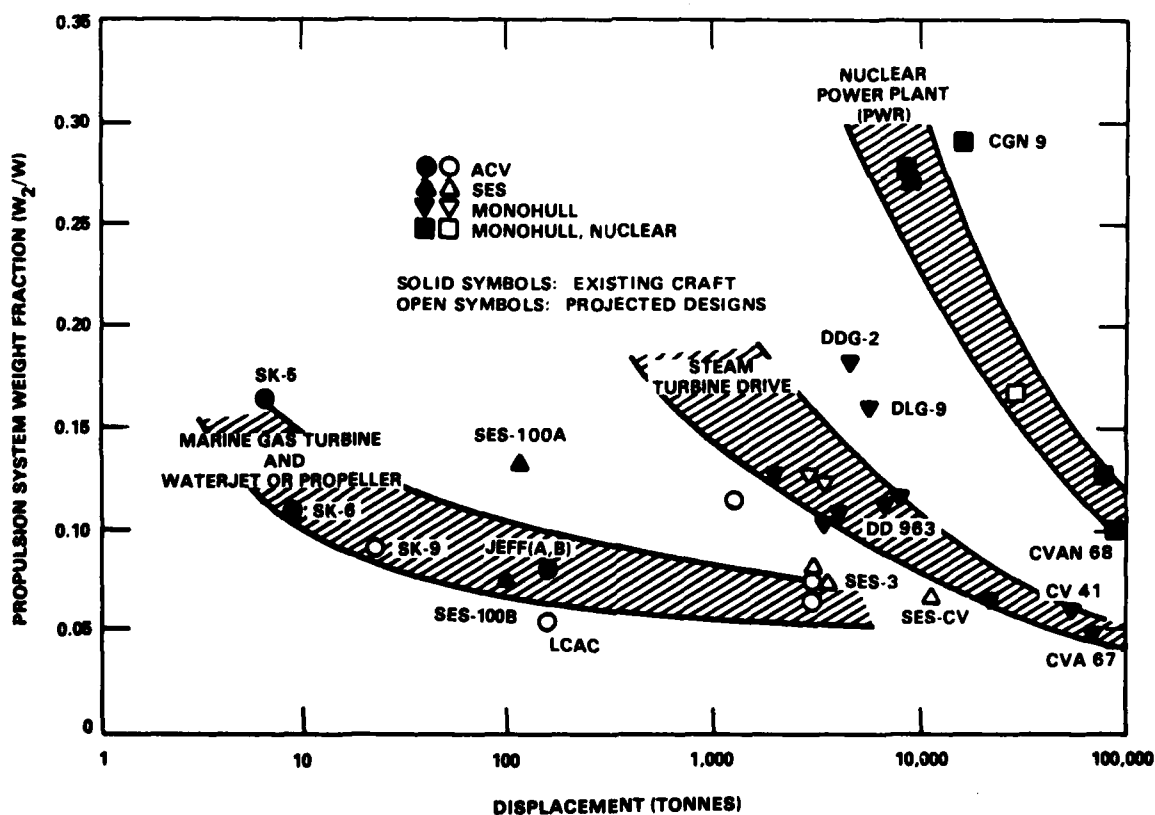 0.35
0.30
0.25
0.20
0.15
0.10
0.05
0
PROPULSION SYSTEM WEIGHT FRACTION (W2/W)
NUCLEAR
POWER PLANT
(PWR)
CGN 9
ACV
SES
MONOHULL
MONOHULL, NUCLEAR
SOLID SYMBOLS: EXISTING CRAFT
OPEN SYMBOLS: PROJECTED DESIGNS
DDG-2
STEAM
TURBINE DRIVE
DLG-9
SK-5
MARINE GAS TURBINE
AND
WATERJET OR PROPELLER
SES-100A
SK-6
SK-9
JEFF(A,B)
DD 963
CVAN 68
SES-3
CV 41
SES-100B
SES-CV
LCAC
CVA 67
1
10
100
1,000
10,000
100,000
DISPLACEMENT (TONNES)